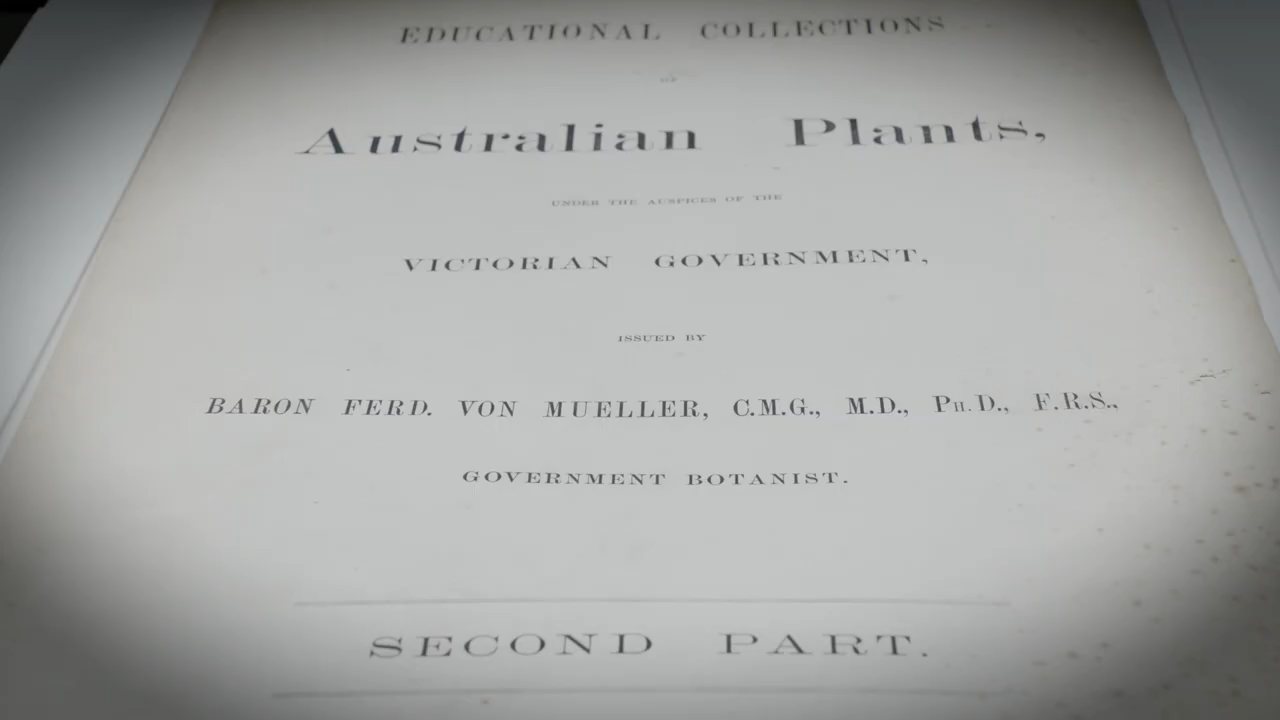 EDUCATIONAL COLLECTIONS
OF
Australian Plants,
UNDER THE AUSPICES OF THE
VICTORIAN GOVERNMENT,
ISSUED BY
BARON FERD. VON MUELLER, C.M.G., M.D., PH.D., F.R.S.,
GOVERNMENT BOTANIST.
SECOND PART.